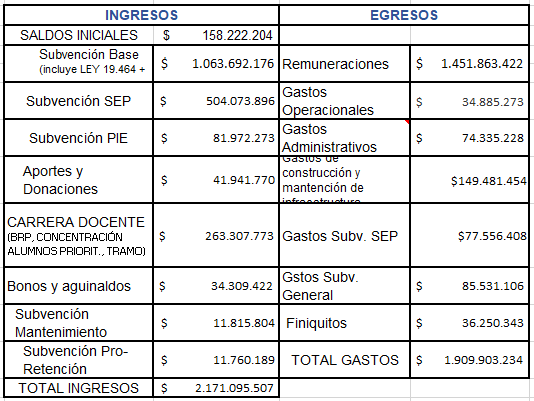 INGRESOS EGRESOS
SALDOS INICIALES $ 158.222.204
Subvención Base
(incluye LEY 19.464 +
$ 1.063.692.176 Remuneraciones $ 1.451.863.422
Subvención SEP $ 504.073.896 Gastos
Operacionales $ 34.885.273
Subvención PIE $ 81.972.273 Gastos
Administrativos $ 74.335.228
Aportes y
Donaciones $ 41.941.770 Gastos de
construcción y
mantención de
infraestructura $149.481.454
CARRERA DOCENTE
(BRP, CONCENTRACIÓN
ALUMNOS PRIORIT., TRAMO)
$ 263.307.773 Gastos Subv. SEP $77.556.408
Bonos y aguinaldos $ 34.309.422 Gstos Subv.
General $ 85.531.106
Subvención
Mantenimiento $ 11.815.804 Finiquitos $ 36.250.343
Subvención Pro-
Retención $ 11.760.189 TOTAL GASTOS $ 1.909.903.234
TOTAL INGRESOS $ 2.171.095.507